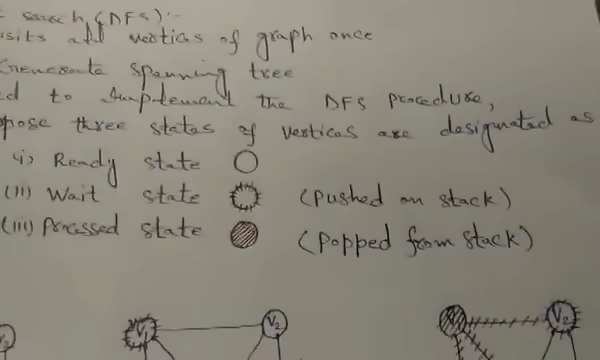 search (DFS):-
visits all vertices of graph once
Generate spanning tree
to Implement the DFS procedure,
three states of vertices are designated as
(i) Ready state
(ii) Wait state (pushed on stack)
(iii) Processed state (popped from stack)
V1 V2 V2